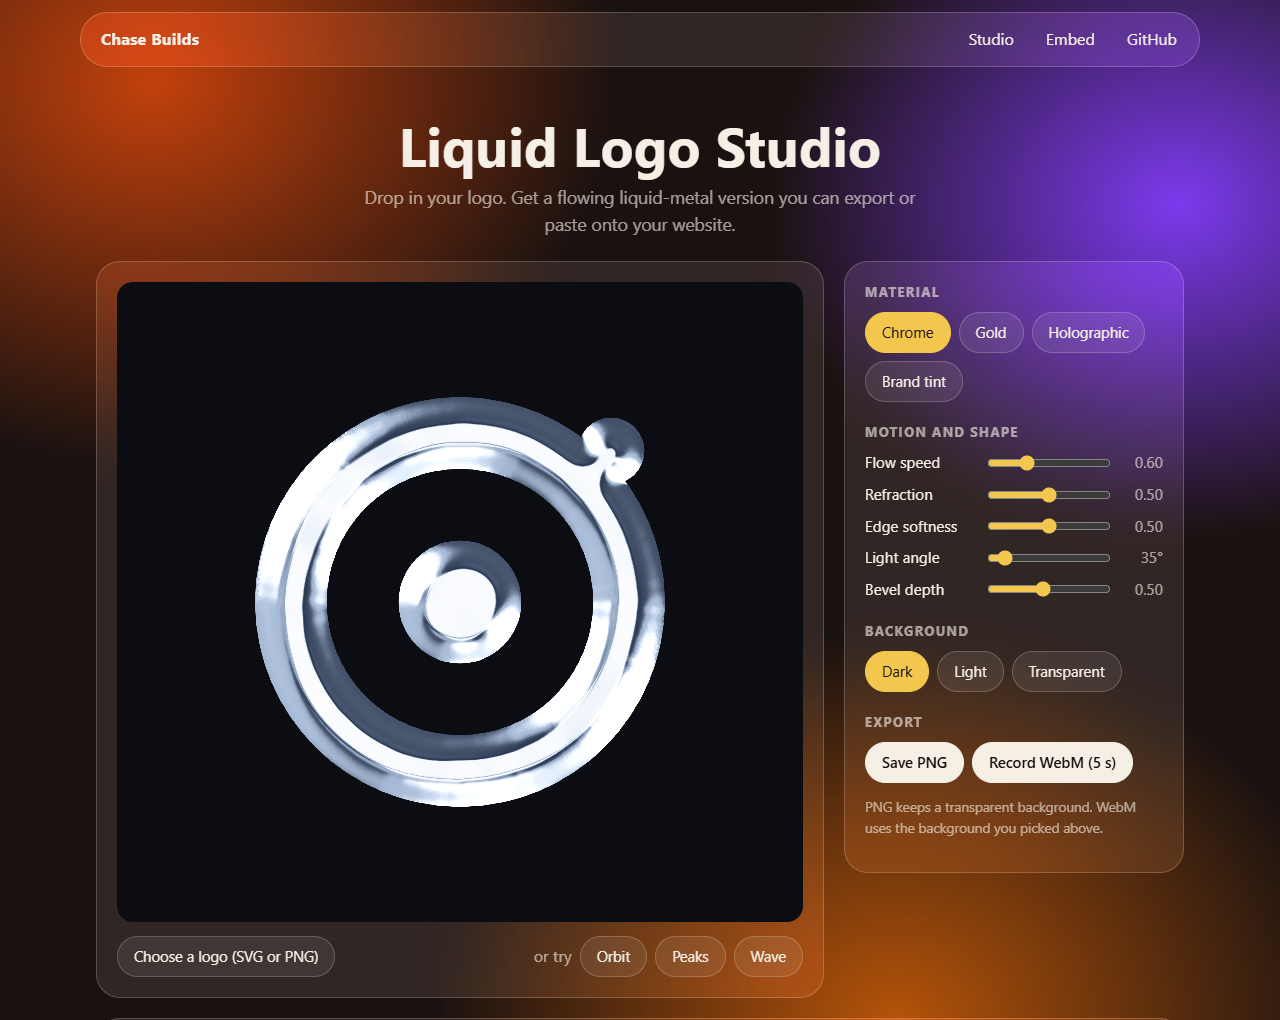 Chase Builds
Studio
Embed
GitHub
Liquid Logo Studio
Drop in your logo. Get a flowing liquid-metal version you can export or
paste onto your website.
MATERIAL
Chrome
Gold
Holographic
Brand tint
MOTION AND SHAPE
Flow speed 0.60
Refraction 0.50
Edge softness 0.50
Light angle 35°
Bevel depth 0.50
BACKGROUND
Dark
Light
Transparent
EXPORT
Save PNG
Record WebM (5 s)
PNG keeps a transparent background. WebM
uses the background you picked above.
Choose a logo (SVG or PNG)
or try
Orbit
Peaks
Wave